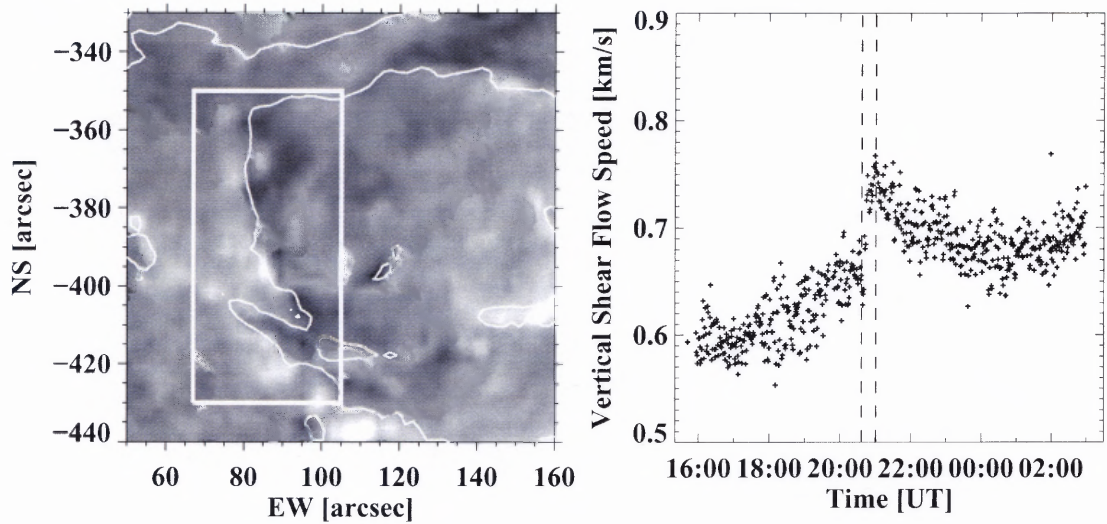 −340
−360
−380
−400
−420
−440
NS [arcsec]
60 80 100 120 140 160
EW [arcsec]
0.9
0.8
0.7
0.6
0.5
Vertical Shear Flow Speed [km/s]
16:00 18:00 20:00 22:00 00:00 02:00
Time [UT]